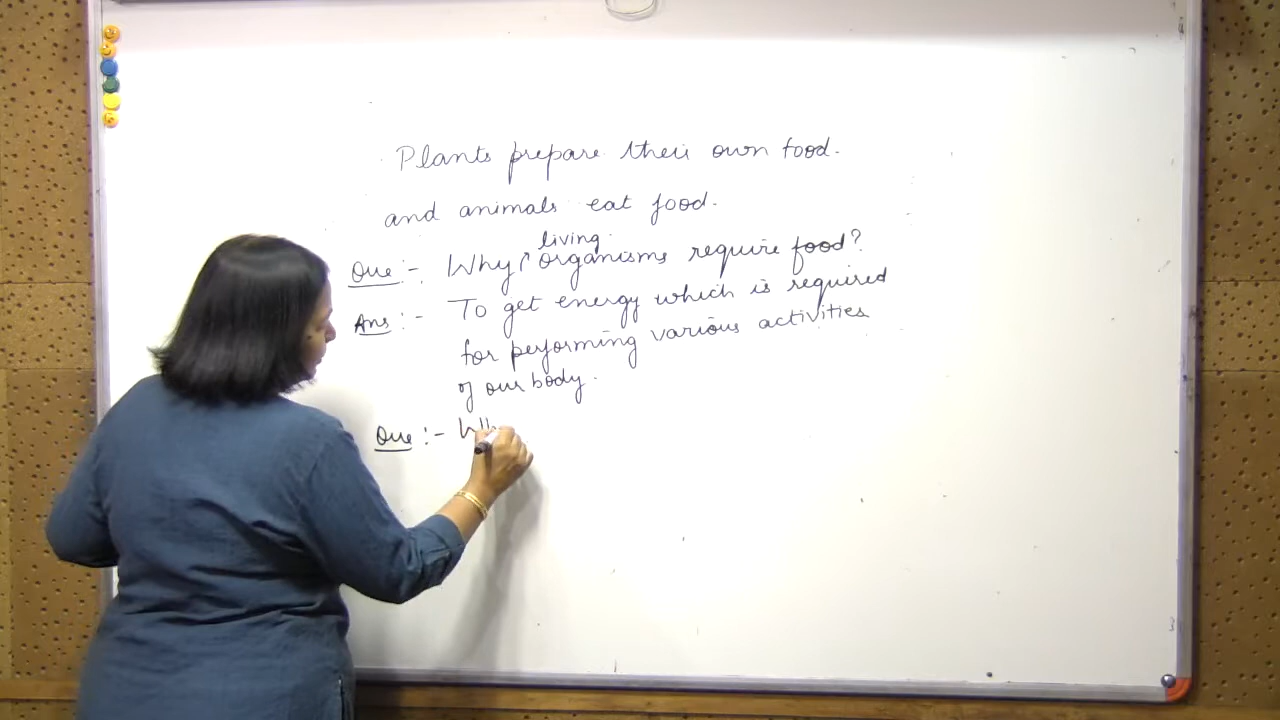 Plants prepare their own food.
and animals eat food.
living
Que :- Why organisms require food?
Ans :- To get energy which is required
for performing various activities
of our body.
Que :- Wh